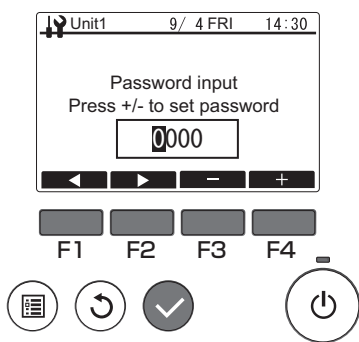 Unit1 9/ 4 FRI 14:30
Password input
Press +/- to set password
0000
− +
F1 F2 F3 F4